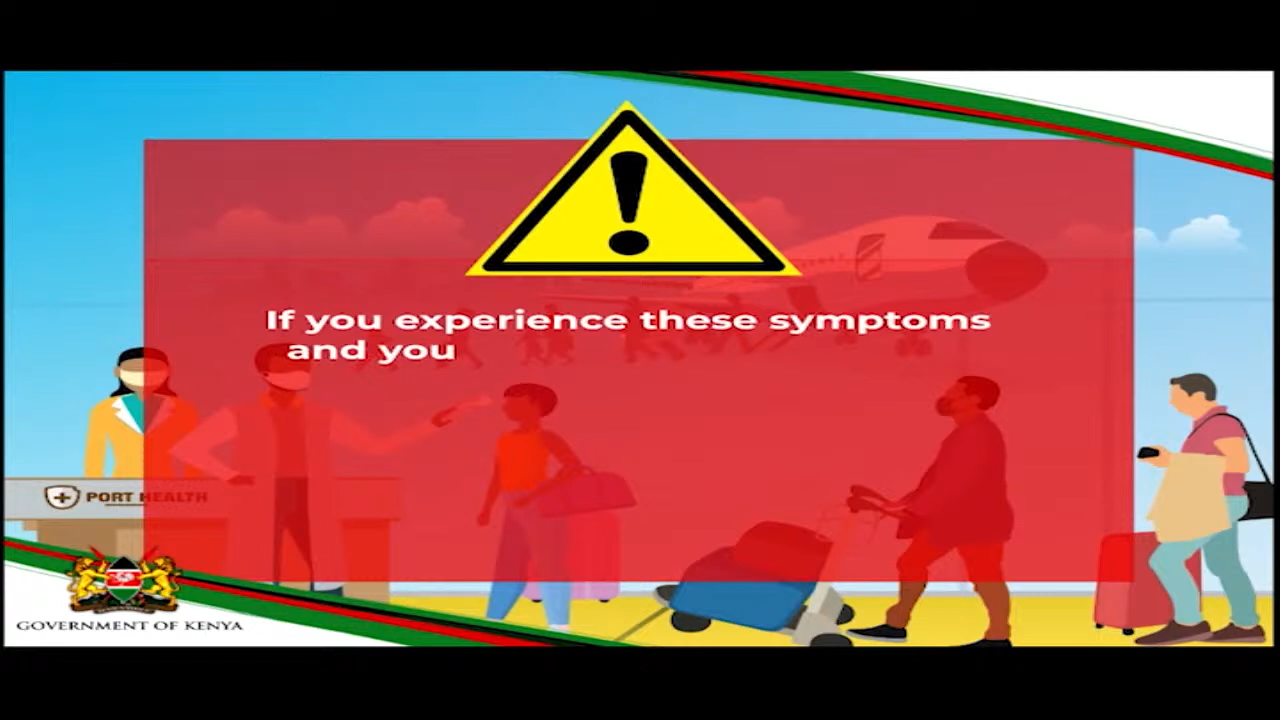 If you experience these symptoms
and you
PORT HEALTH
GOVERNMENT OF KENYA